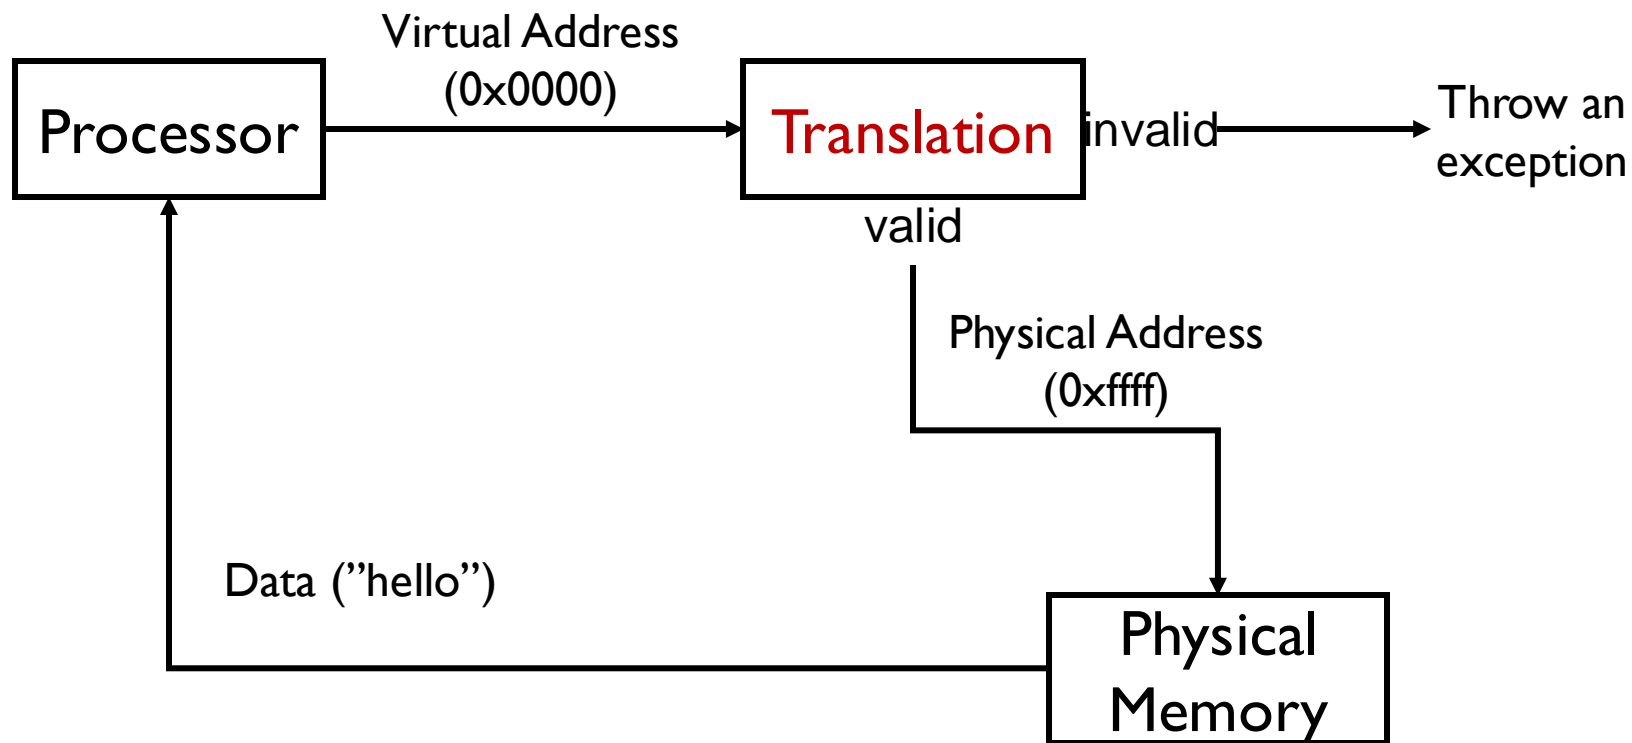 Virtual Address
(0x0000)
Processor
Translation
invalid
Throw an
exception
valid
Physical Address
(0xffff)
Data (”hello”)
Physical
Memory